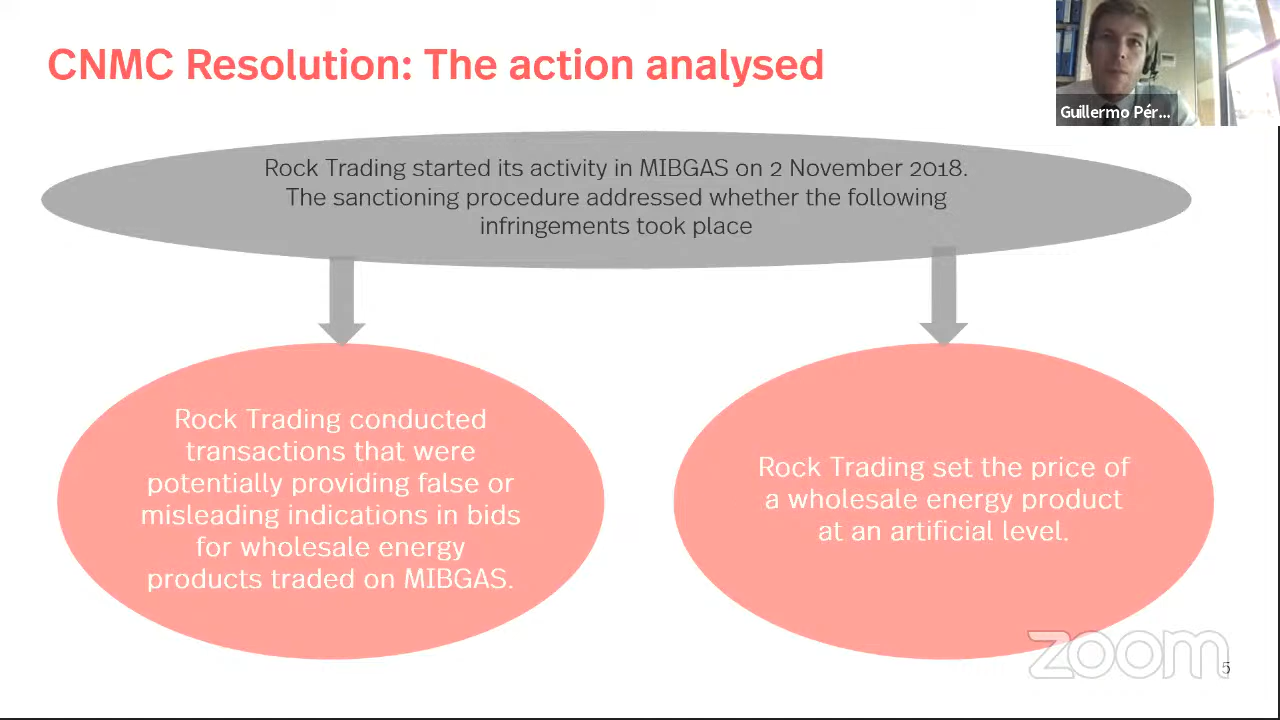 CNMC Resolution: The action analysed
Guillermo Pér...
Rock Trading started its activity in MIBGAS on 2 November 2018.
The sanctioning procedure addressed whether the following
infringements took place
Rock Trading conducted
transactions that were
potentially providing false or
misleading indications in bids
for wholesale energy
products traded on MIBGAS.
Rock Trading set the price of
a wholesale energy product
at an artificial level.
zoom
5